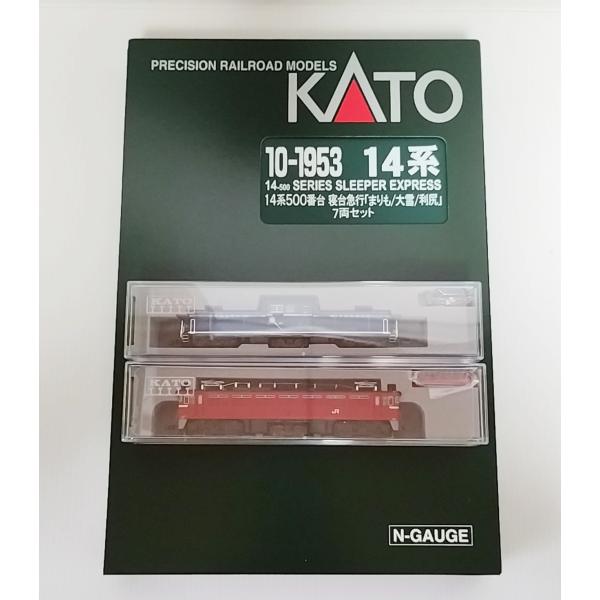 PRECISION RAILROAD MODELS
KATO
10-1953 14系
14-500 SERIES SLEEPER EXPRESS
14系500番台 寝台急行「まりも/大雪/利尻」
7両セット
KATO
KATO
JR
N-GAUGE